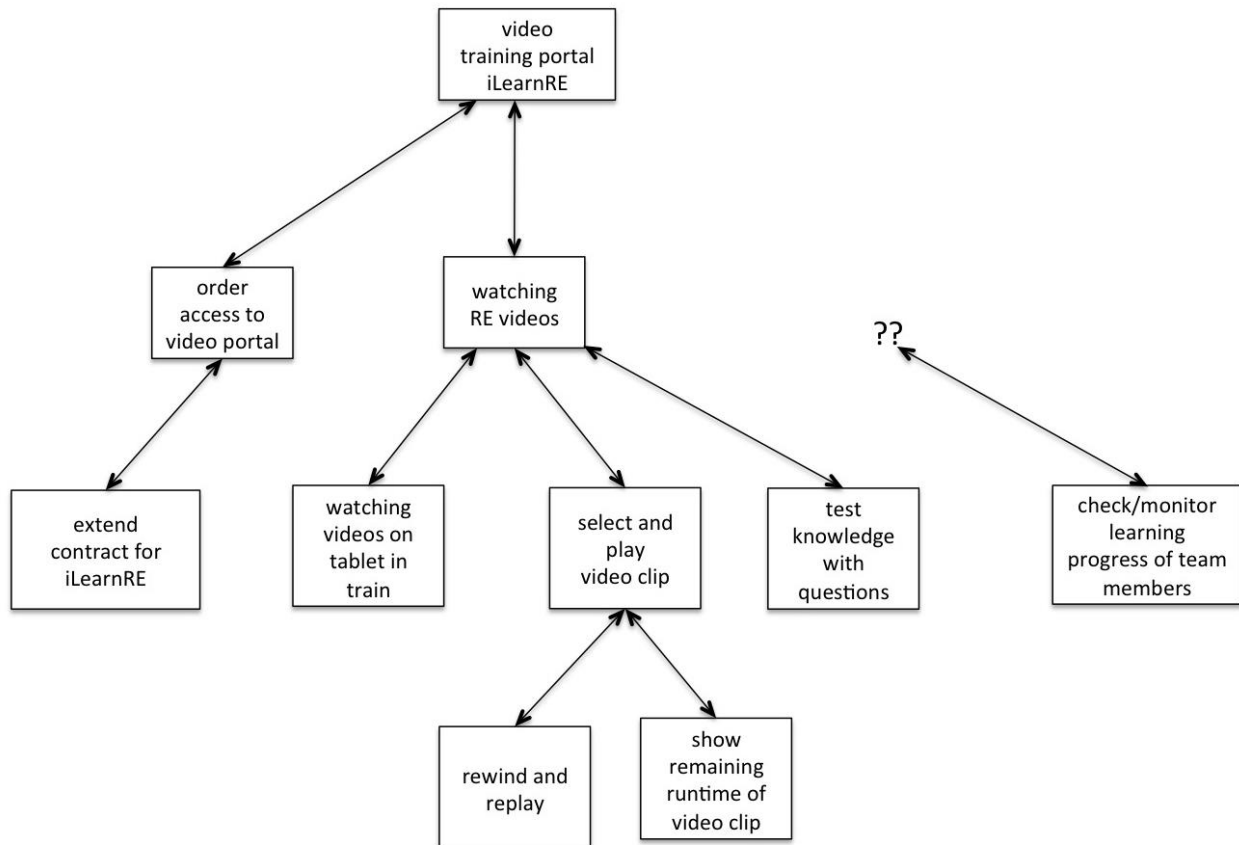 video
training portal
iLearnRE
order
access to
video portal
watching
RE videos
??
extend
contract for
iLearnRE
watching
videos on
tablet in
train
select and
play
video clip
test
knowledge
with
questions
check/monitor
learning
progress of team
members
rewind and
replay
show
remaining
runtime of
video clip